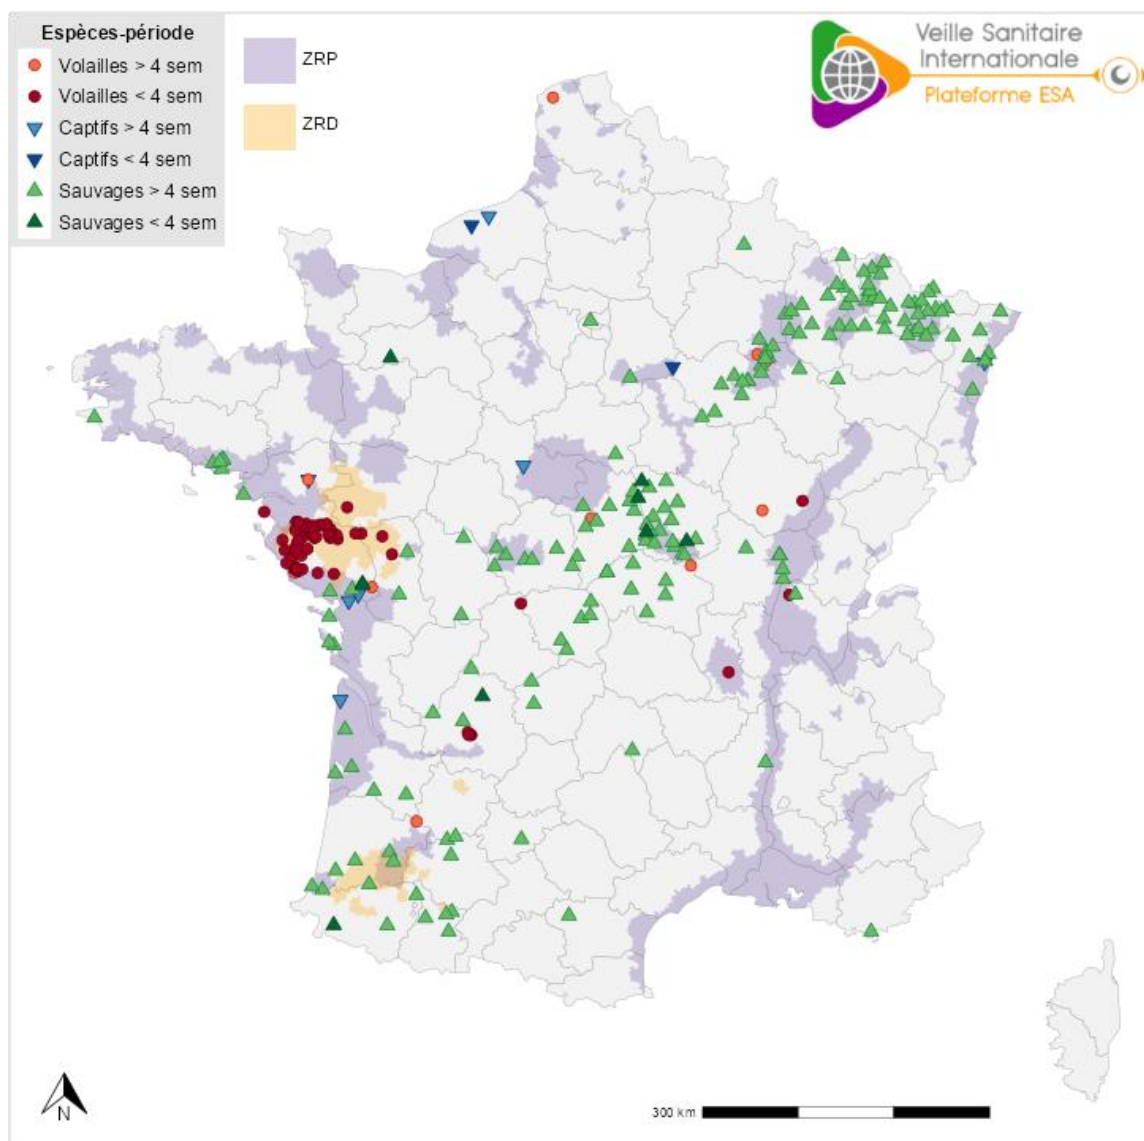 Espèces-période
Volailles > 4 sem
Volailles < 4 sem
Captifs > 4 sem
Captifs < 4 sem
Sauvages > 4 sem
Sauvages < 4 sem
ZRP
ZRD
Veille Sanitaire
Internationale
Plateforme ESA
N
300 km